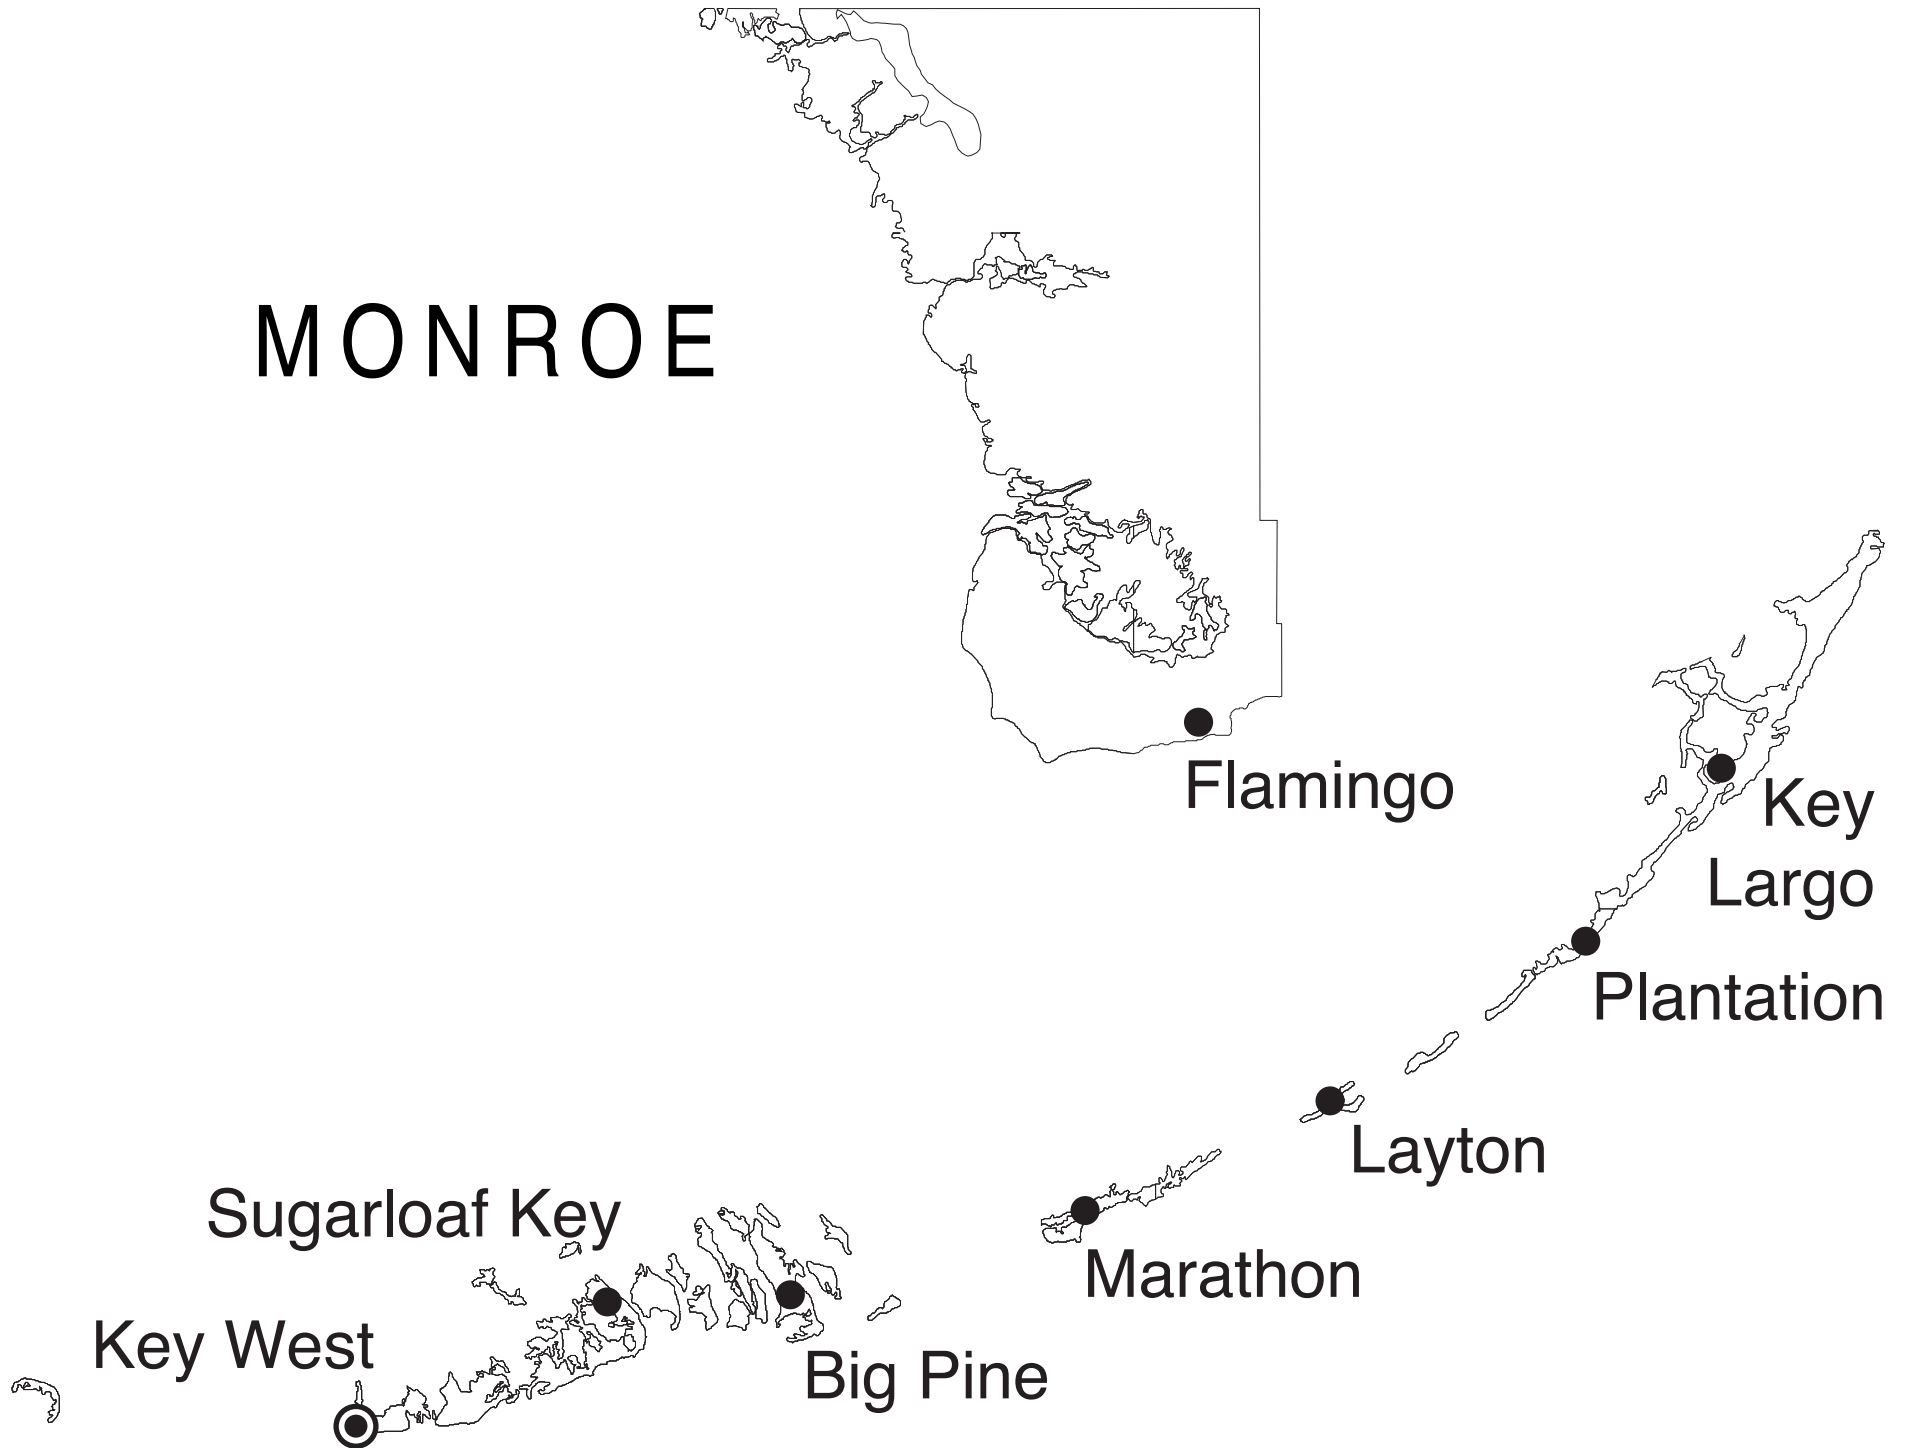 MONROE
Flamingo
Key
Largo
Plantation
Layton
Sugarloaf Key
Marathon
Key West
Big Pine